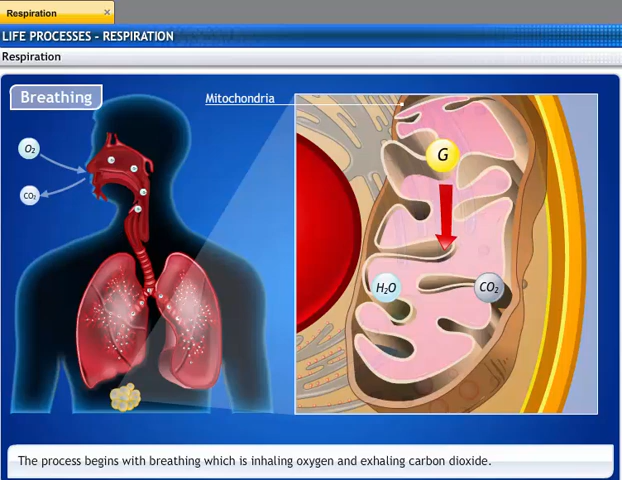 Respiration
LIFE PROCESSES - RESPIRATION
Respiration
Breathing
Mitochondria
O₂
CO₂
G
H₂O
CO₂
The process begins with breathing which is inhaling oxygen and exhaling carbon dioxide.